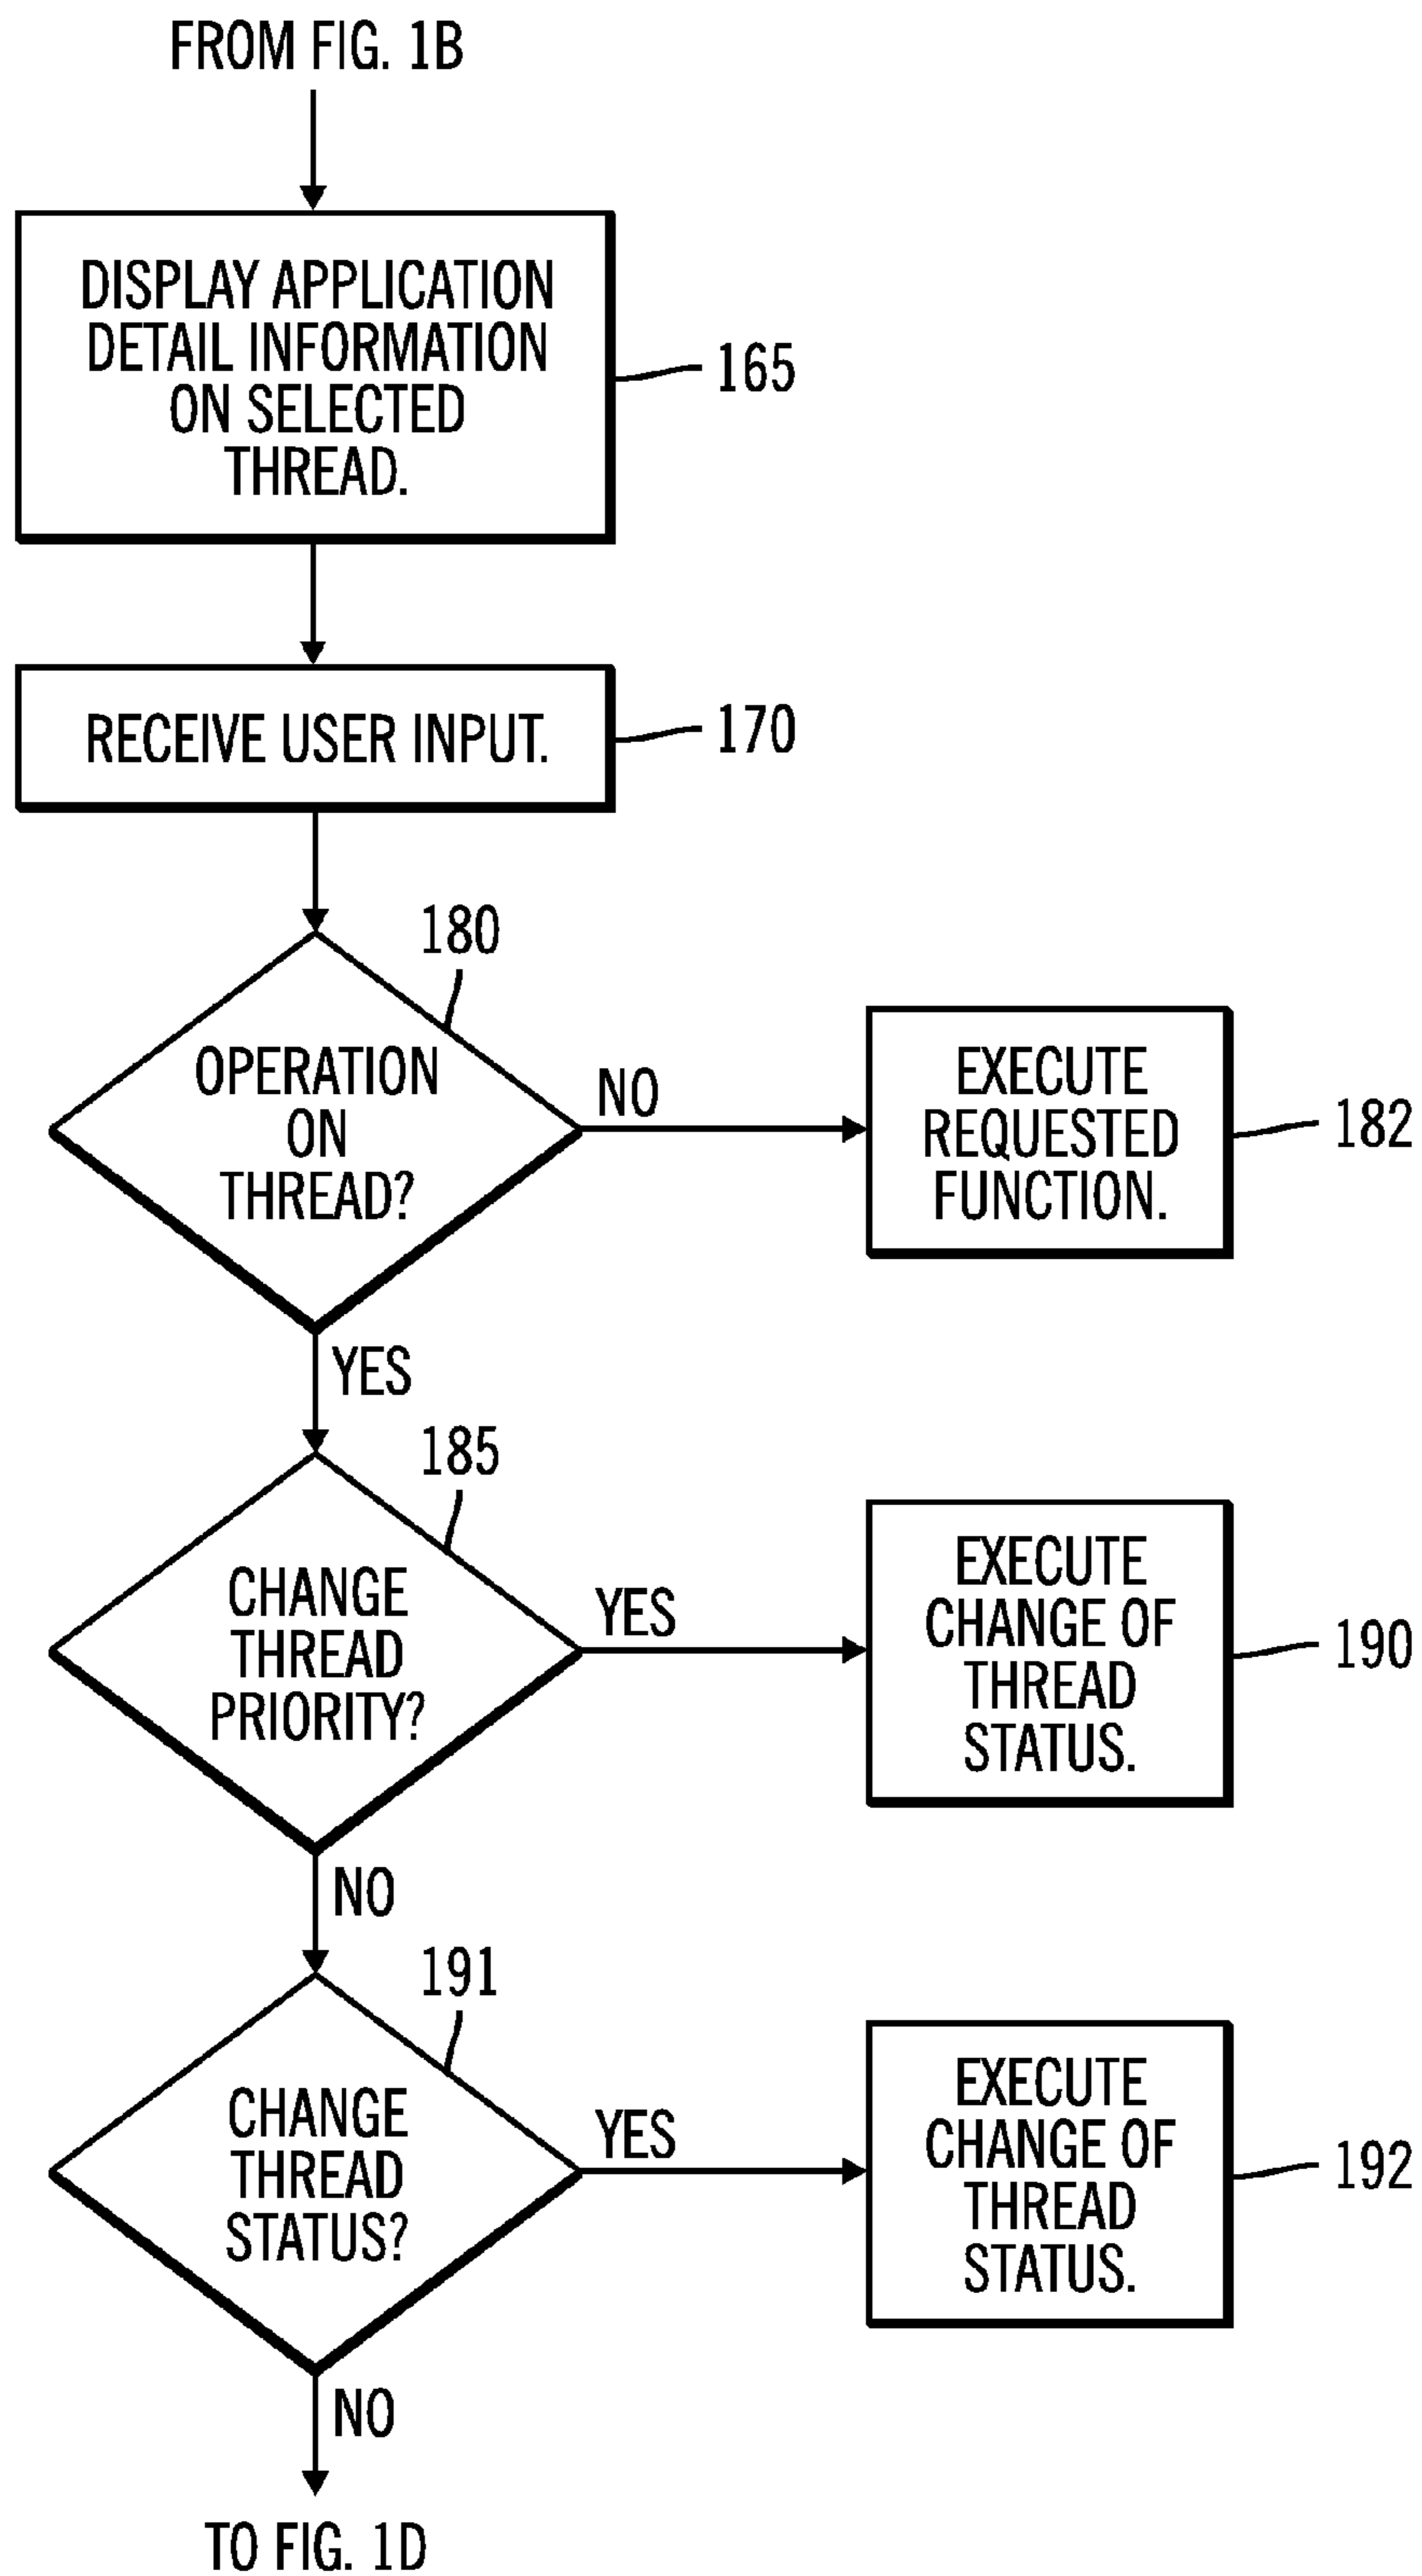 FROM FIG. 1B
DISPLAY APPLICATION
DETAIL INFORMATION
ON SELECTED
THREAD.
165
RECEIVE USER INPUT.
170
180
OPERATION
ON
THREAD?
NO
EXECUTE
REQUESTED
FUNCTION.
182
YES
185
CHANGE
THREAD
PRIORITY?
YES
EXECUTE
CHANGE OF
THREAD
STATUS.
190
NO
191
CHANGE
THREAD
STATUS?
YES
EXECUTE
CHANGE OF
THREAD
STATUS.
192
NO
TO FIG. 1D